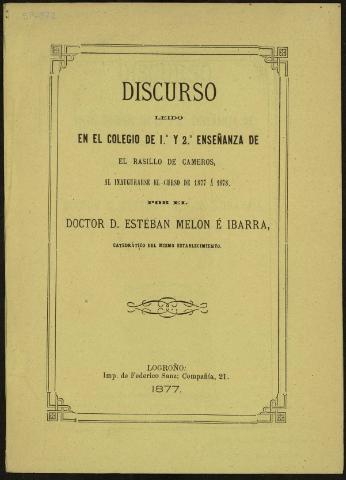 DISCURSO
LEIDO
EN EL COLEGIO DE 1.ª Y 2.ª ENSEÑANZA DE
EL RASILLO DE CAMEROS,
AL INAUGURARSE EL CURSO DE 1877 Á 1878,
POR EL
DOCTOR D. ESTEBAN MELON É IBARRA,
CATEDRÁTICO DEL MISMO ESTABLECIMIENTO.
LOGROÑO:
Imp. de Federico Sanz; Compañía, 21.
1877.